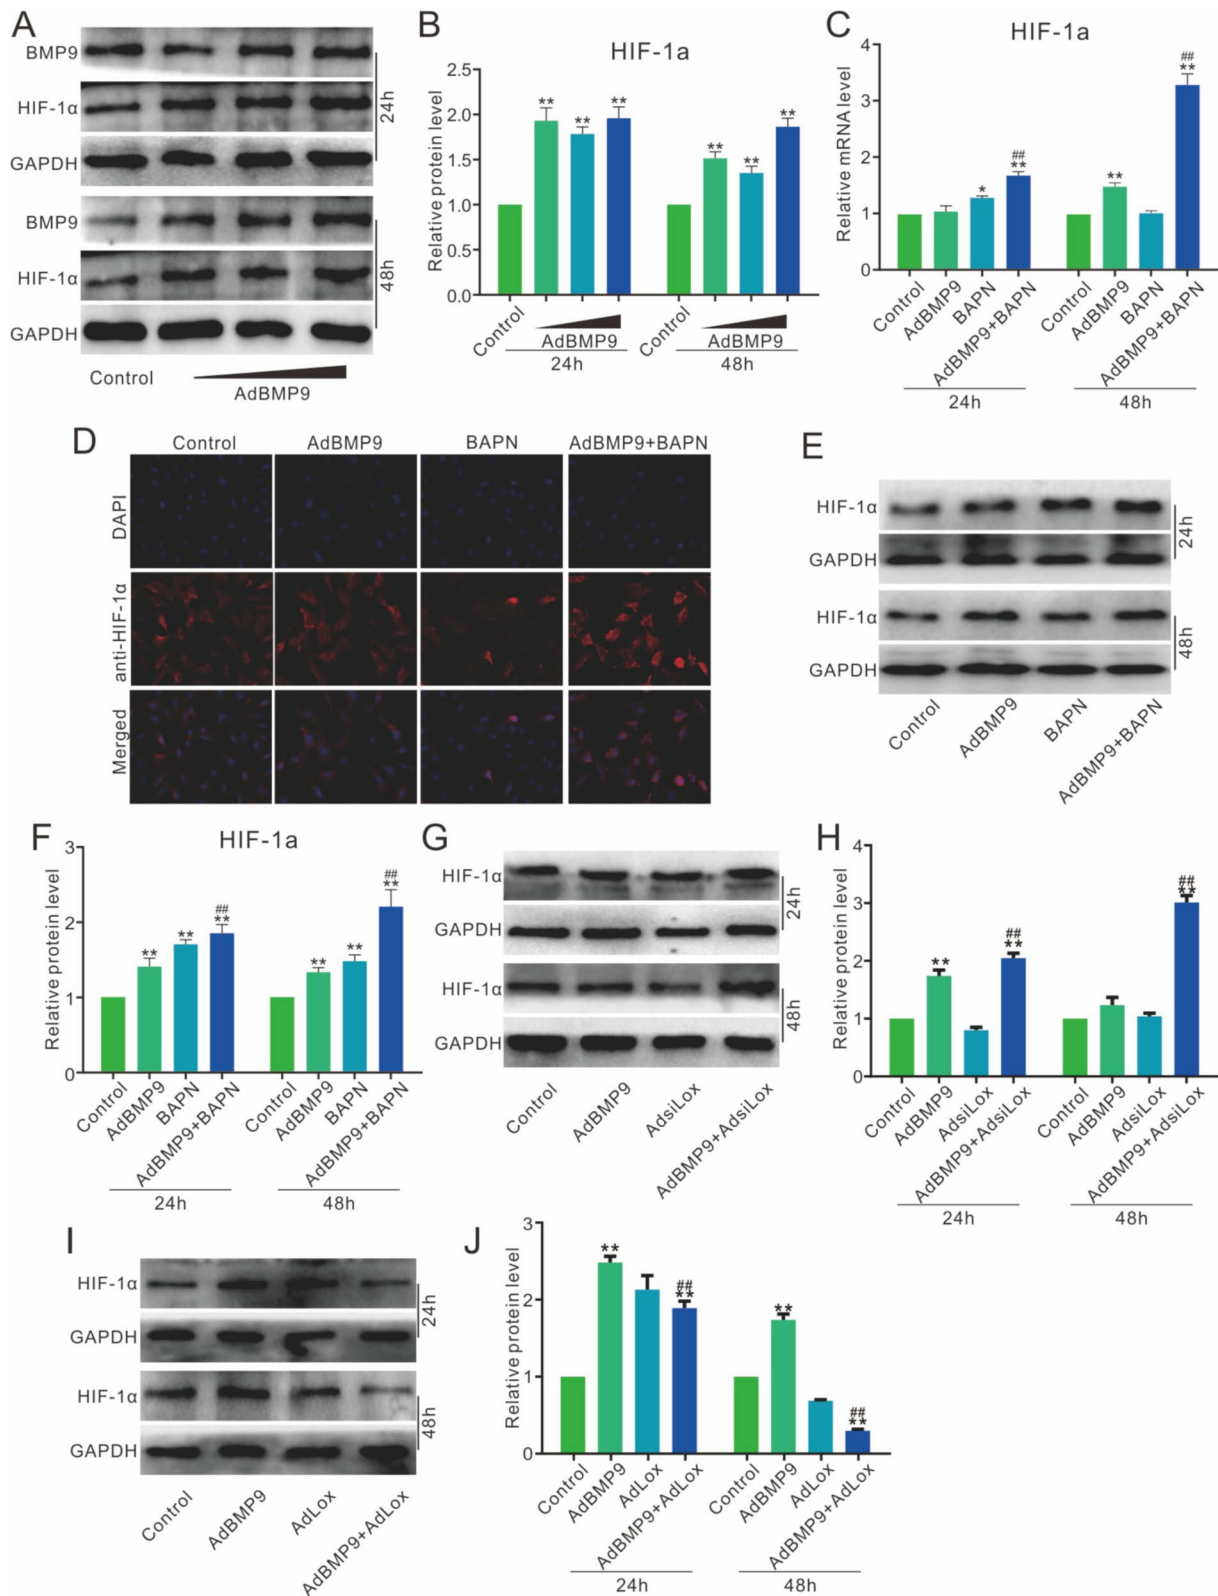 A
BMP9
HIF-1α
GAPDH
24h
BMP9
HIF-1α
GAPDH
48h
Control
AdBMP9
B
HIF-1a
Relative protein level
2.5
2.0
1.5
1.0
0.5
0.0
** ** **
** ** **
Control
AdBMP9
24h
Control
AdBMP9
48h
C
HIF-1a
Relative mRNA level
4
3
2
1
0
*
##
**
**
##
**
Control
AdBMP9
BAPN
AdBMP9+BAPN
24h
Control
AdBMP9
BAPN
AdBMP9+BAPN
48h
D
Control AdBMP9 BAPN AdBMP9+BAPN
DAPI
anti-HIF-1α
Merged
E
HIF-1α
GAPDH
24h
HIF-1α
GAPDH
48h
Control
AdBMP9
BAPN
AdBMP9+BAPN
F
HIF-1a
Relative protein level
3
2
1
0
**
**
##
**
**
**
##
**
Control
AdBMP9
BAPN
AdBMP9+BAPN
24h
Control
AdBMP9
BAPN
AdBMP9+BAPN
48h
G
HIF-1α
GAPDH
24h
HIF-1α
GAPDH
48h
Control
AdBMP9
AdsiLox
AdBMP9+AdsiLox
H
Relative protein level
4
3
2
1
0
**
##
**
##
**
Control
AdBMP9
AdsiLox
AdBMP9+AdsiLox
24h
Control
AdBMP9
AdsiLox
AdBMP9+AdsiLox
48h
I
HIF-1α
GAPDH
24h
HIF-1α
GAPDH
48h
Control
AdBMP9
AdLox
AdBMP9+AdLox
J
Relative protein level
3
2
1
0
**
##
**
**
##
**
Control
AdBMP9
AdLox
AdBMP9+AdLox
24h
Control
AdBMP9
AdLox
AdBMP9+AdLox
48h